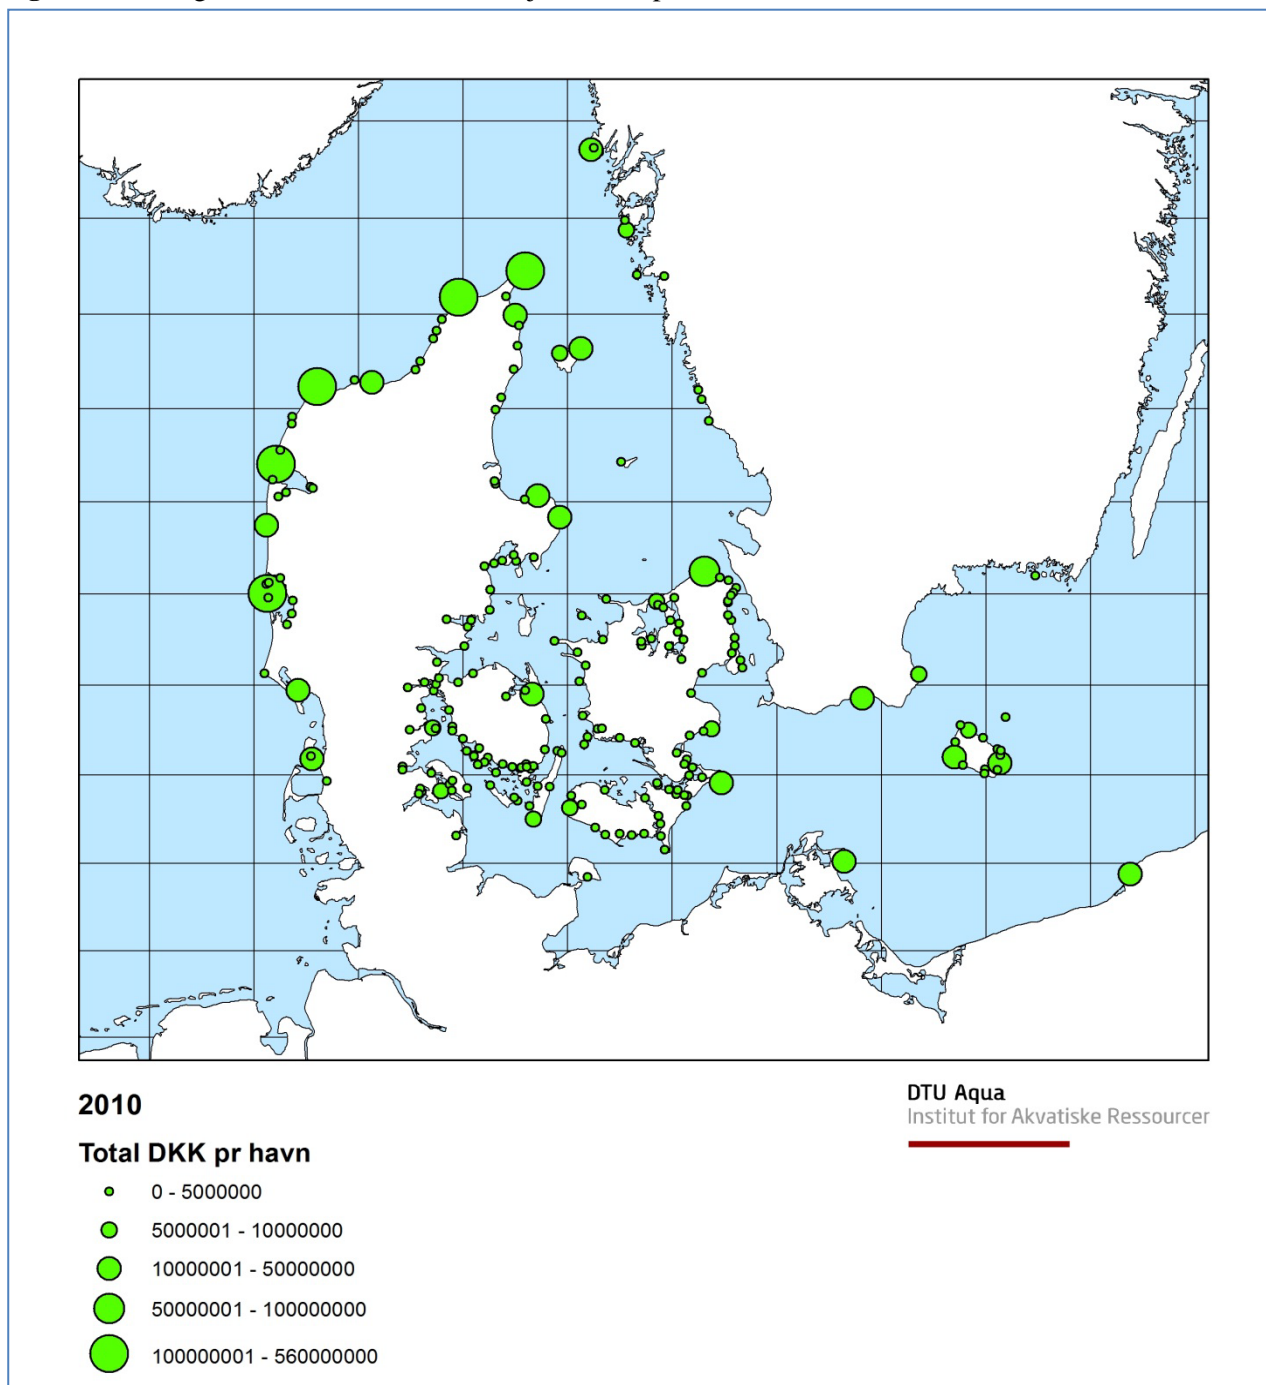 2010
DTU Aqua
Institut for Akvatiske Ressourcer
Total DKK pr havn
0 - 5000000
5000001 - 10000000
10000001 - 50000000
50000001 - 100000000
100000001 - 560000000